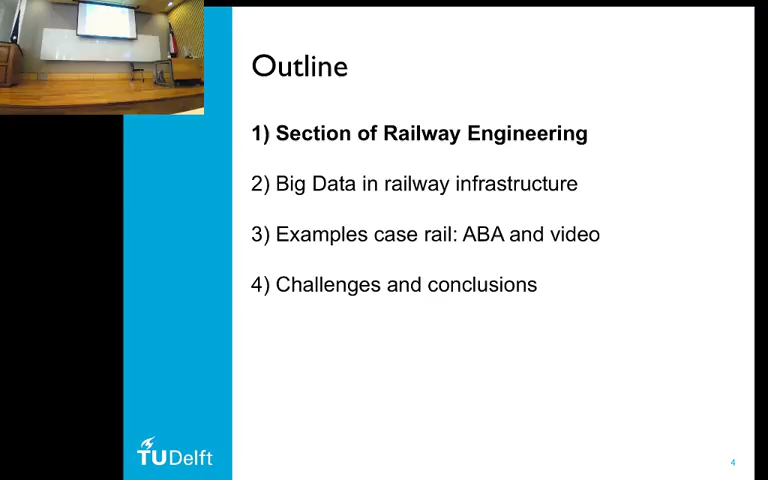 Outline
1) Section of Railway Engineering
2) Big Data in railway infrastructure
3) Examples case rail: ABA and video
4) Challenges and conclusions
TUDelft
4